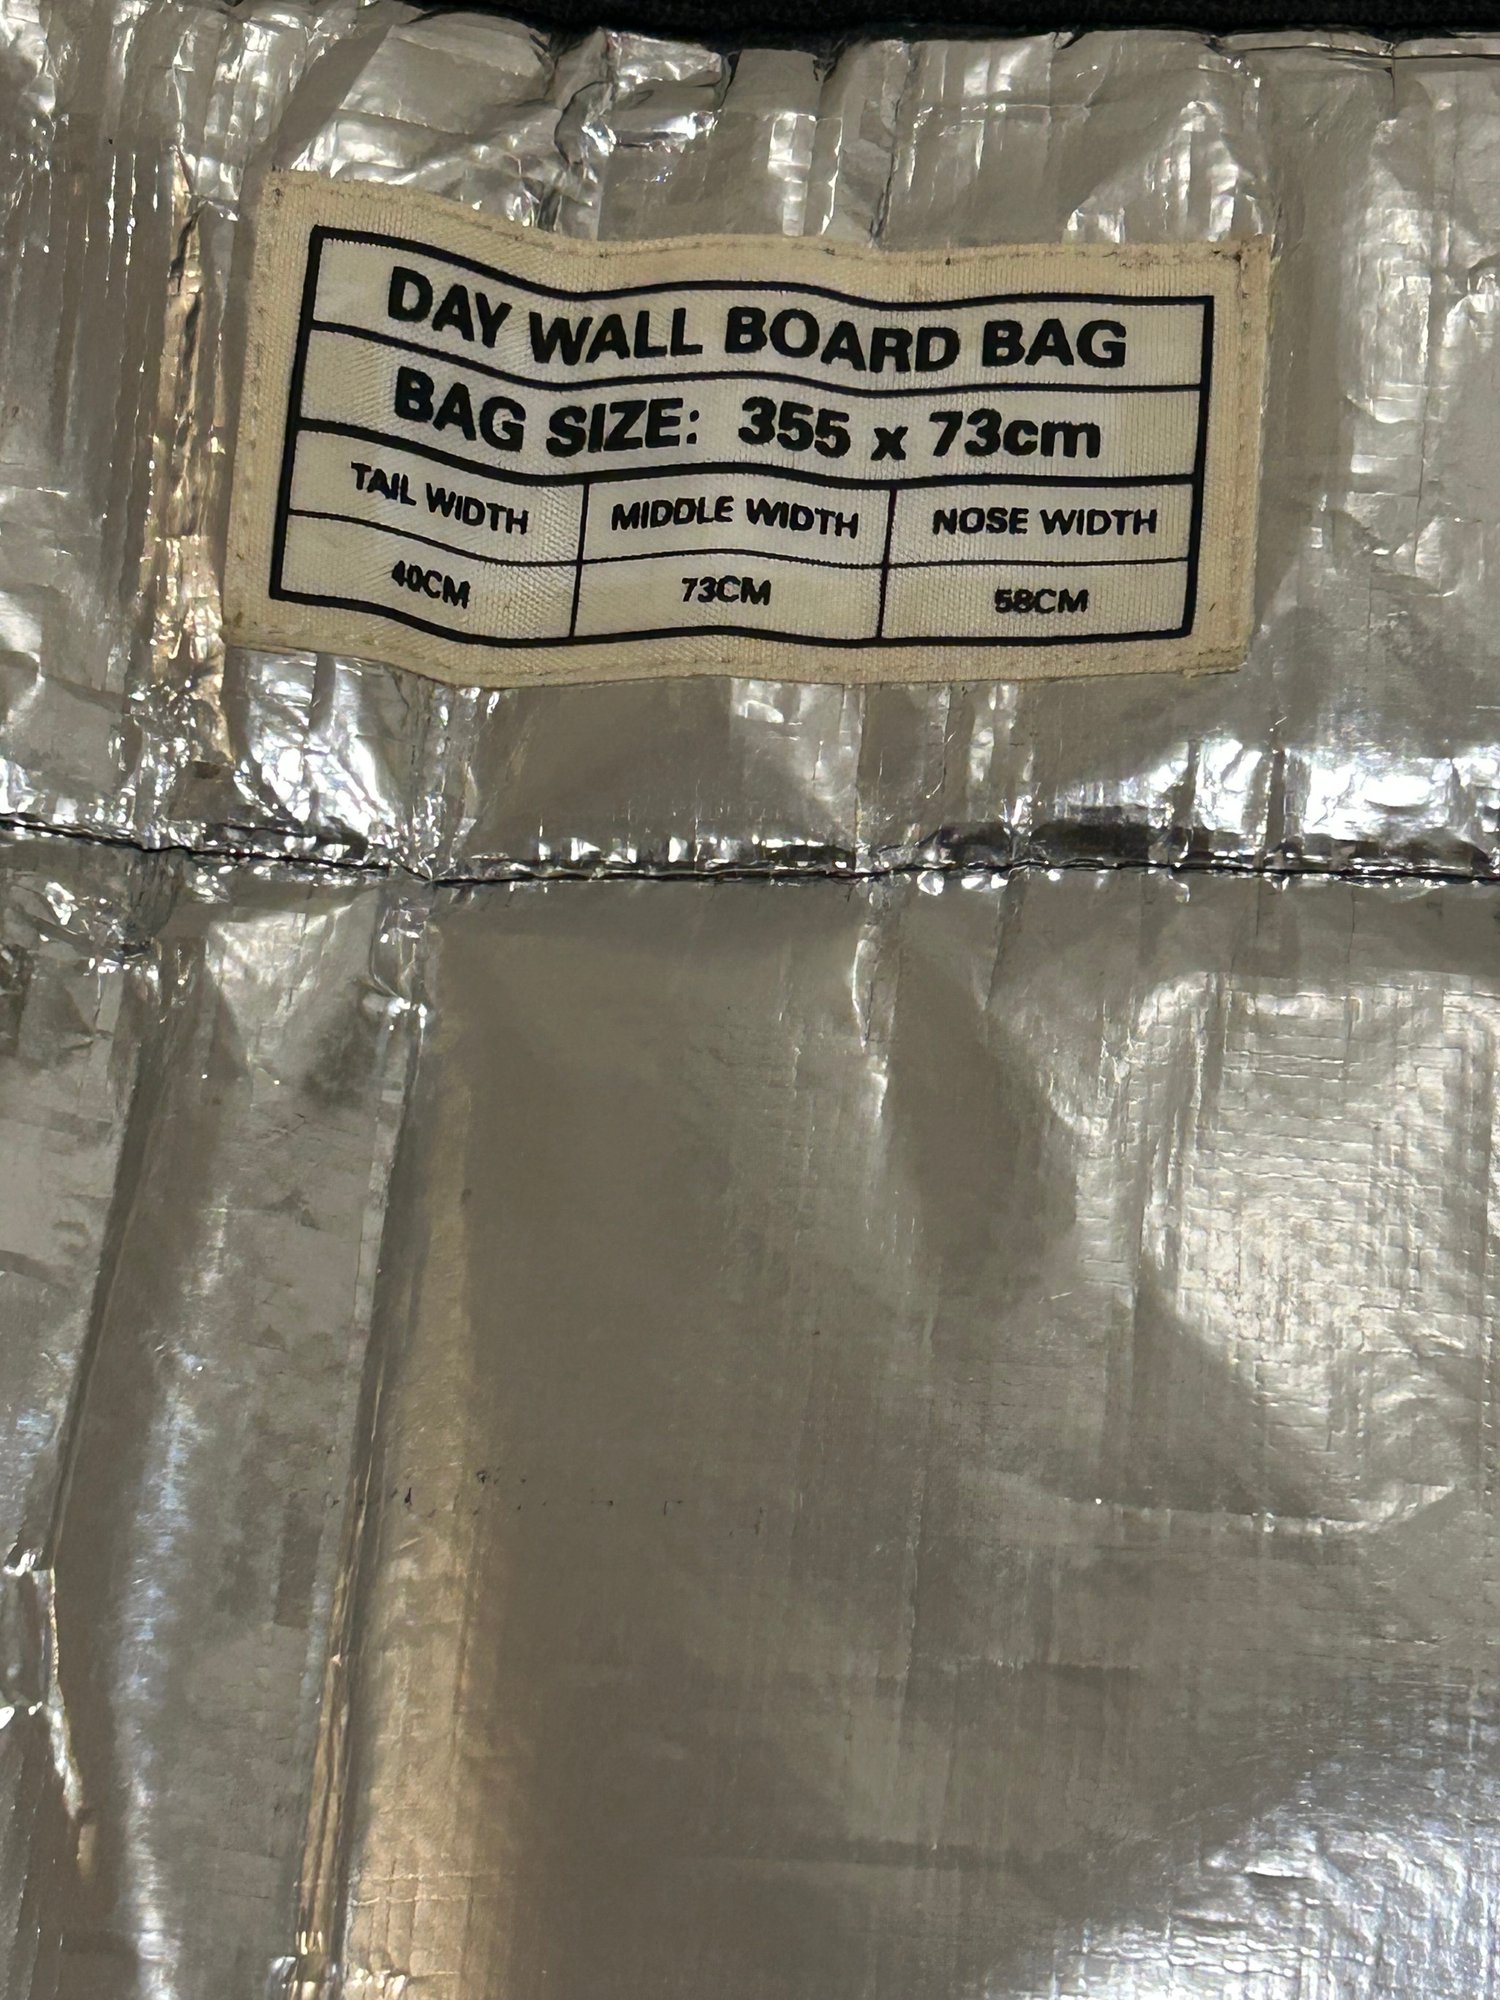 DAY WALL BOARD BAG
BAG SIZE: 355 x 73cm
TAIL WIDTH MIDDLE WIDTH NOSE WIDTH
40CM 73CM 58CM